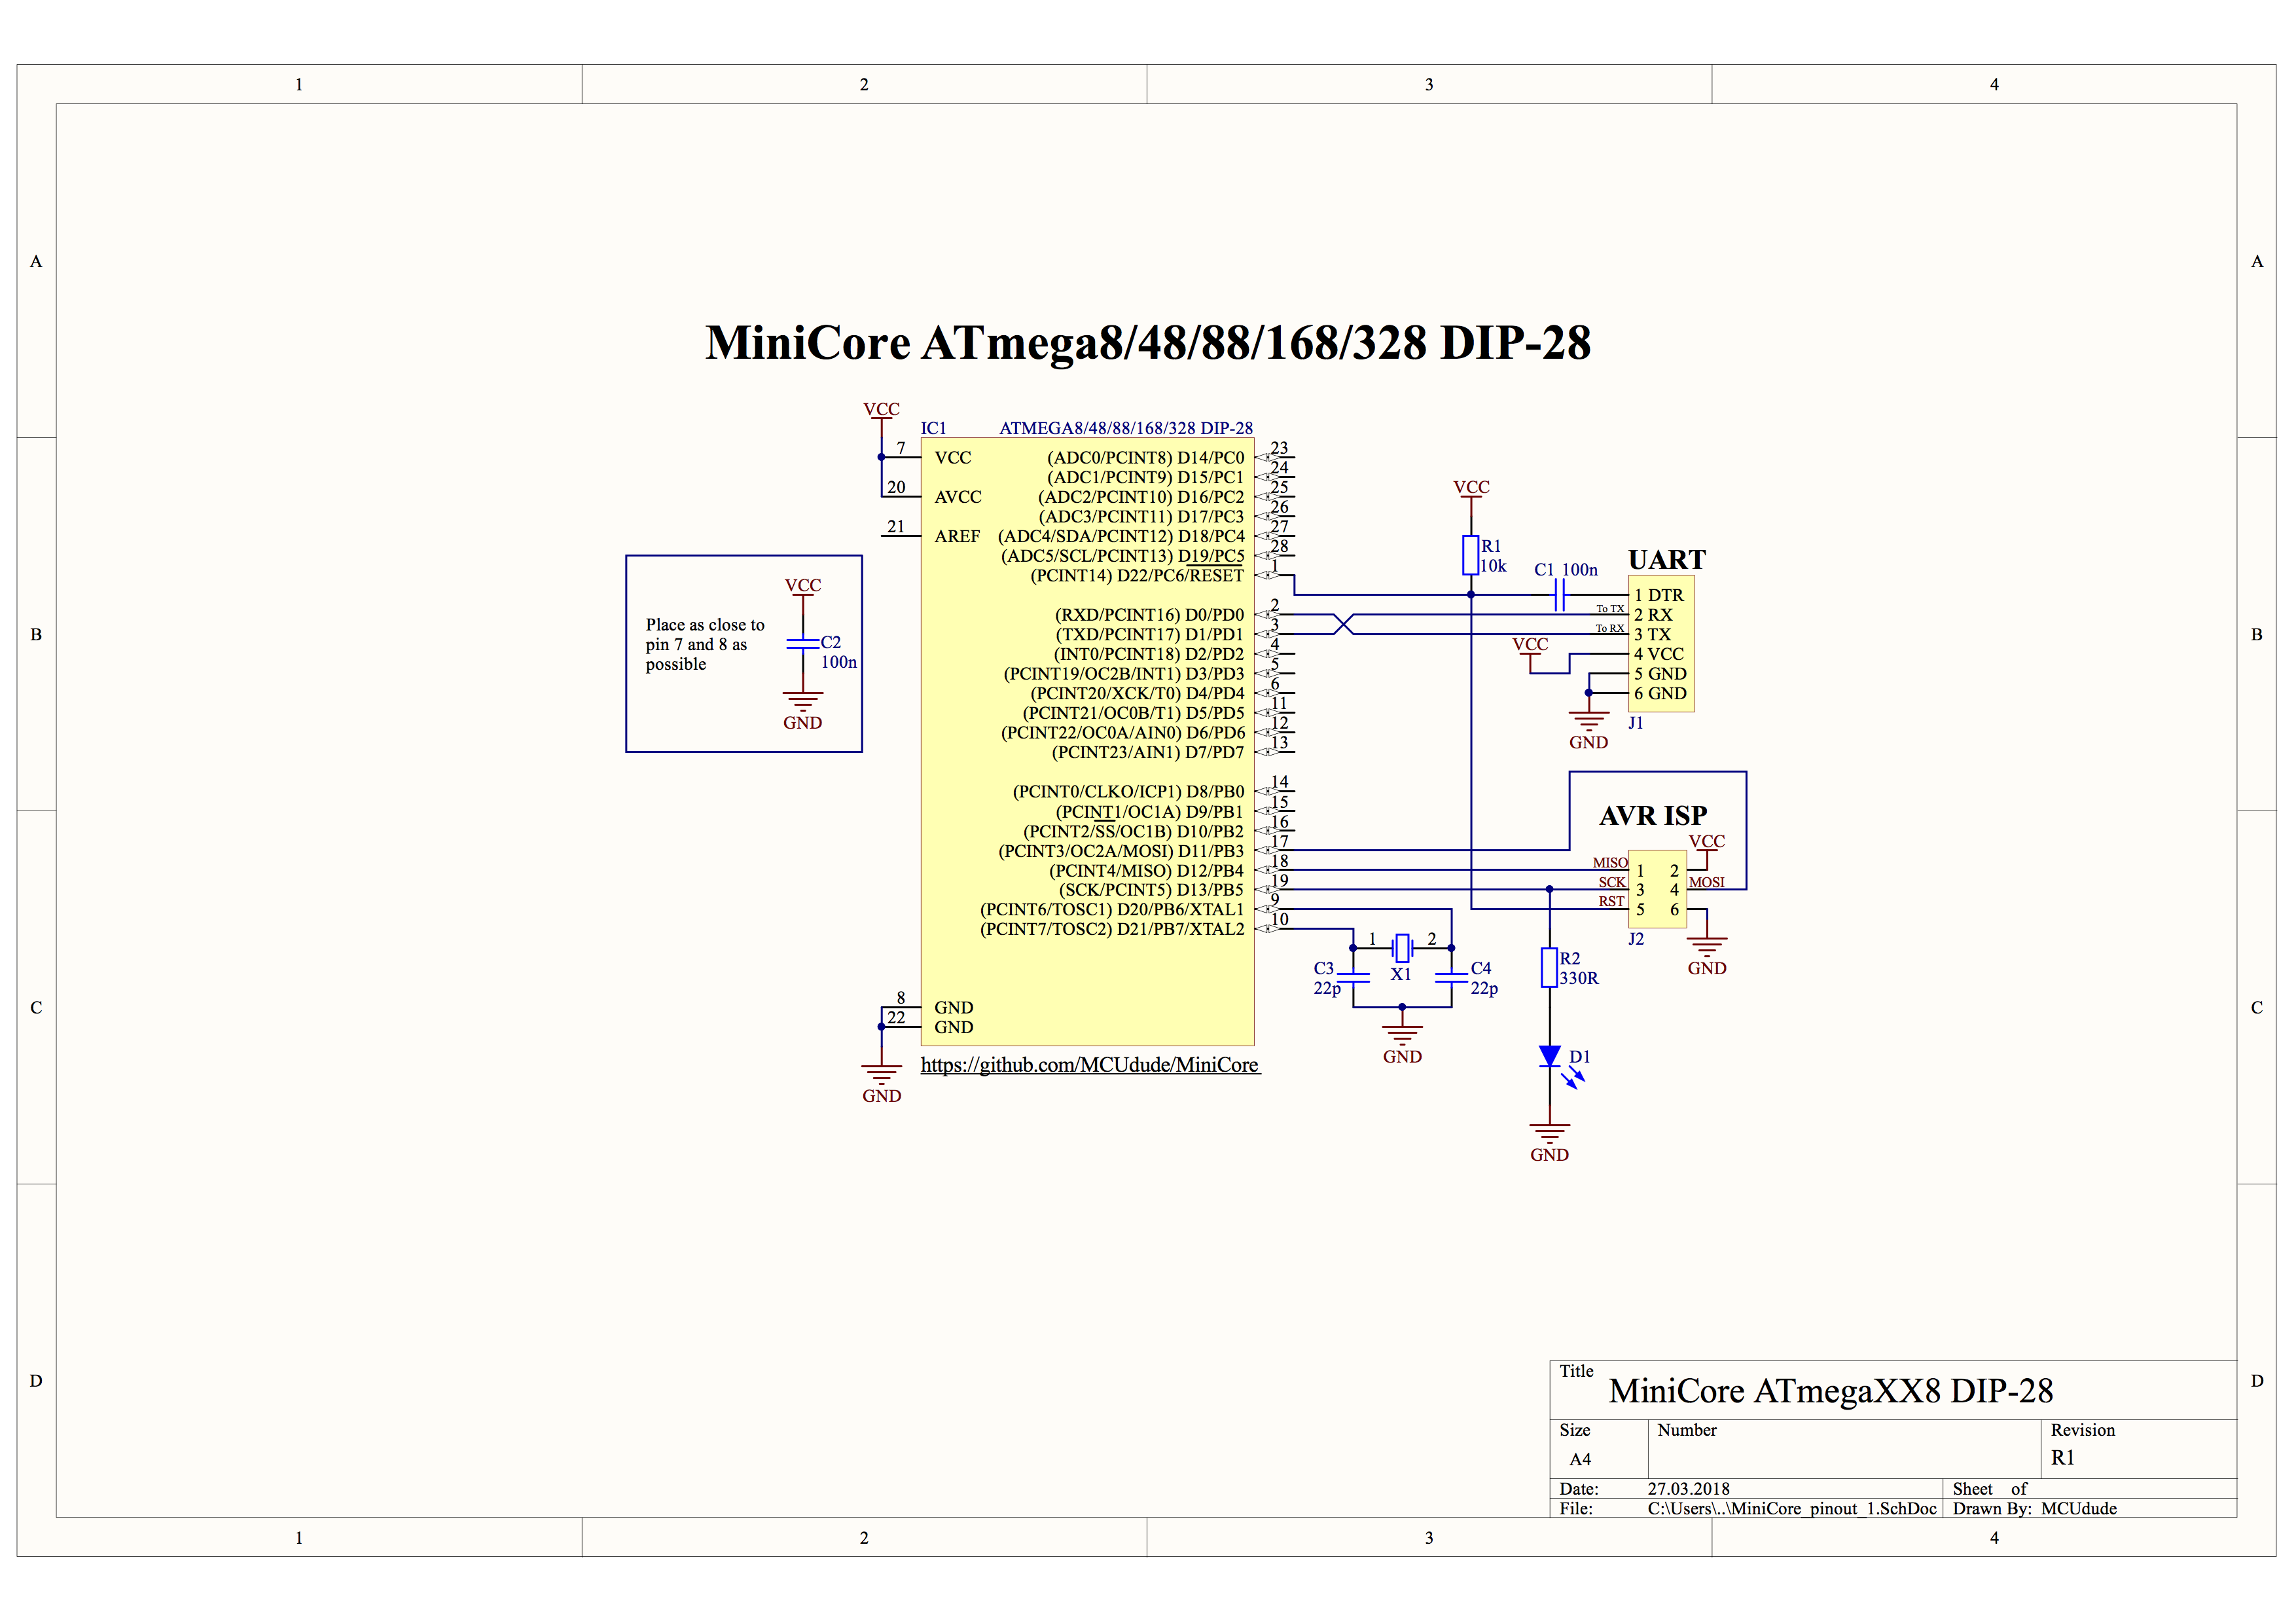 1 2 3 4
A A
MiniCore ATmega8/48/88/168/328 DIP-28
VCC
IC1 ATMEGA8/48/88/168/328 DIP-28
7 VCC (ADC0/PCINT8) D14/PC0 23
(ADC1/PCINT9) D15/PC1 24
20 AVCC (ADC2/PCINT10) D16/PC2 25
(ADC3/PCINT11) D17/PC3 26
21 AREF (ADC4/SDA/PCINT12) D18/PC4 27
(ADC5/SCL/PCINT13) D19/PC5 28
(PCINT14) D22/PC6/RESET 1
(RXD/PCINT16) D0/PD0 2
(TXD/PCINT17) D1/PD1 3
(INT0/PCINT18) D2/PD2 4
(PCINT19/OC2B/INT1) D3/PD3 5
(PCINT20/XCK/T0) D4/PD4 6
(PCINT21/OC0B/T1) D5/PD5 11
(PCINT22/OC0A/AIN0) D6/PD6 12
(PCINT23/AIN1) D7/PD7 13
(PCINT0/CLKO/ICP1) D8/PB0 14
(PCINT1/OC1A) D9/PB1 15
(PCINT2/SS/OC1B) D10/PB2 16
(PCINT3/OC2A/MOSI) D11/PB3 17
(PCINT4/MISO) D12/PB4 18
(SCK/PCINT5) D13/PB5 19
(PCINT6/TOSC1) D20/PB6/XTAL1 9
(PCINT7/TOSC2) D21/PB7/XTAL2 10
8 GND
22 GND
GND
https://github.com/MCUdude/MiniCore
VCC
Place as close to
pin 7 and 8 as
possible
C2
100n
GND
B B
VCC
R1
10k
C1 100n
UART
1 DTR
To TX 2 RX
To RX 3 TX
VCC 4 VCC
5 GND
6 GND
J1
GND
AVR ISP
VCC
MISO 1 2
SCK 3 4 MOSI
RST 5 6
J2
GND
1 2
X1
C3
22p
C4
22p
GND
R2
330R
D1
GND
C C
D D
Title
MiniCore ATmegaXX8 DIP-28
Size Number Revision
A4 R1
Date: 27.03.2018 Sheet of
File: C:\Users\..\MiniCore_pinout_1.SchDoc Drawn By: MCUdude
1 2 3 4